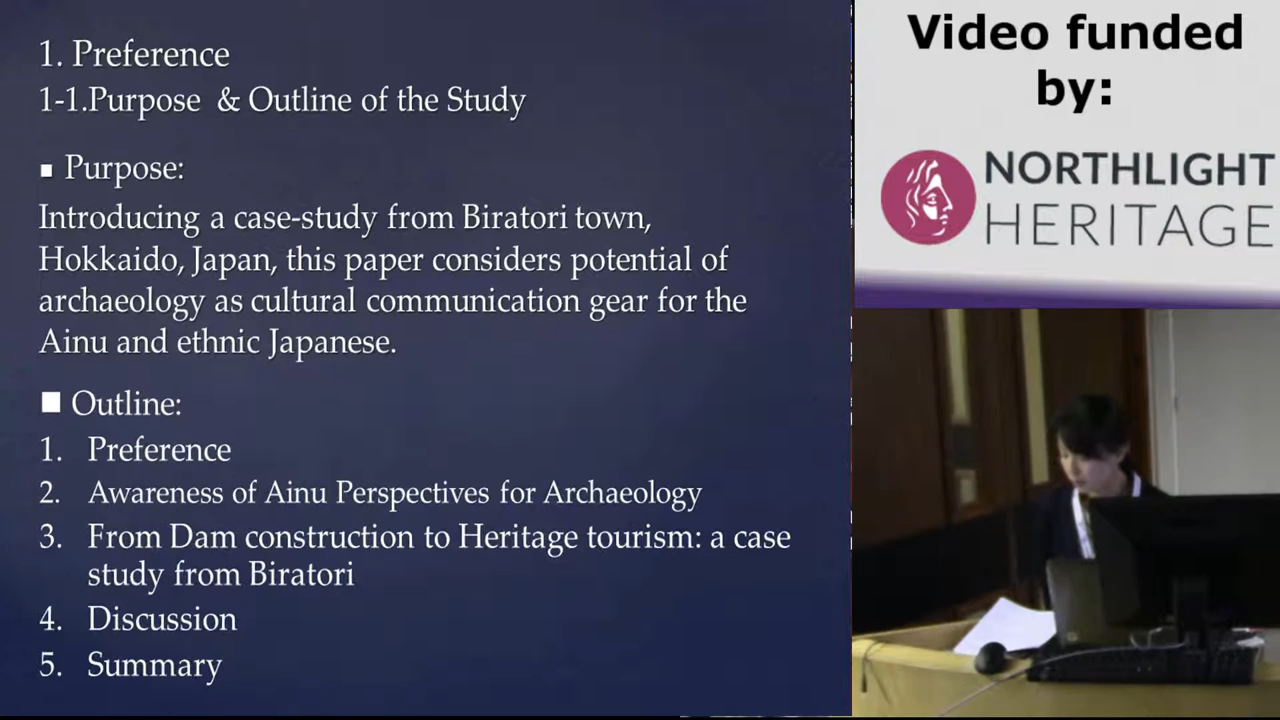 1. Preference
1-1.Purpose & Outline of the Study
▪ Purpose:
Introducing a case-study from Biratori town,
Hokkaido, Japan, this paper considers potential of
archaeology as cultural communication gear for the
Ainu and ethnic Japanese.
■ Outline:
1. Preference
2. Awareness of Ainu Perspectives for Archaeology
3. From Dam construction to Heritage tourism: a case
study from Biratori
4. Discussion
5. Summary
Video funded
by:
NORTHLIGHT
HERITAGE